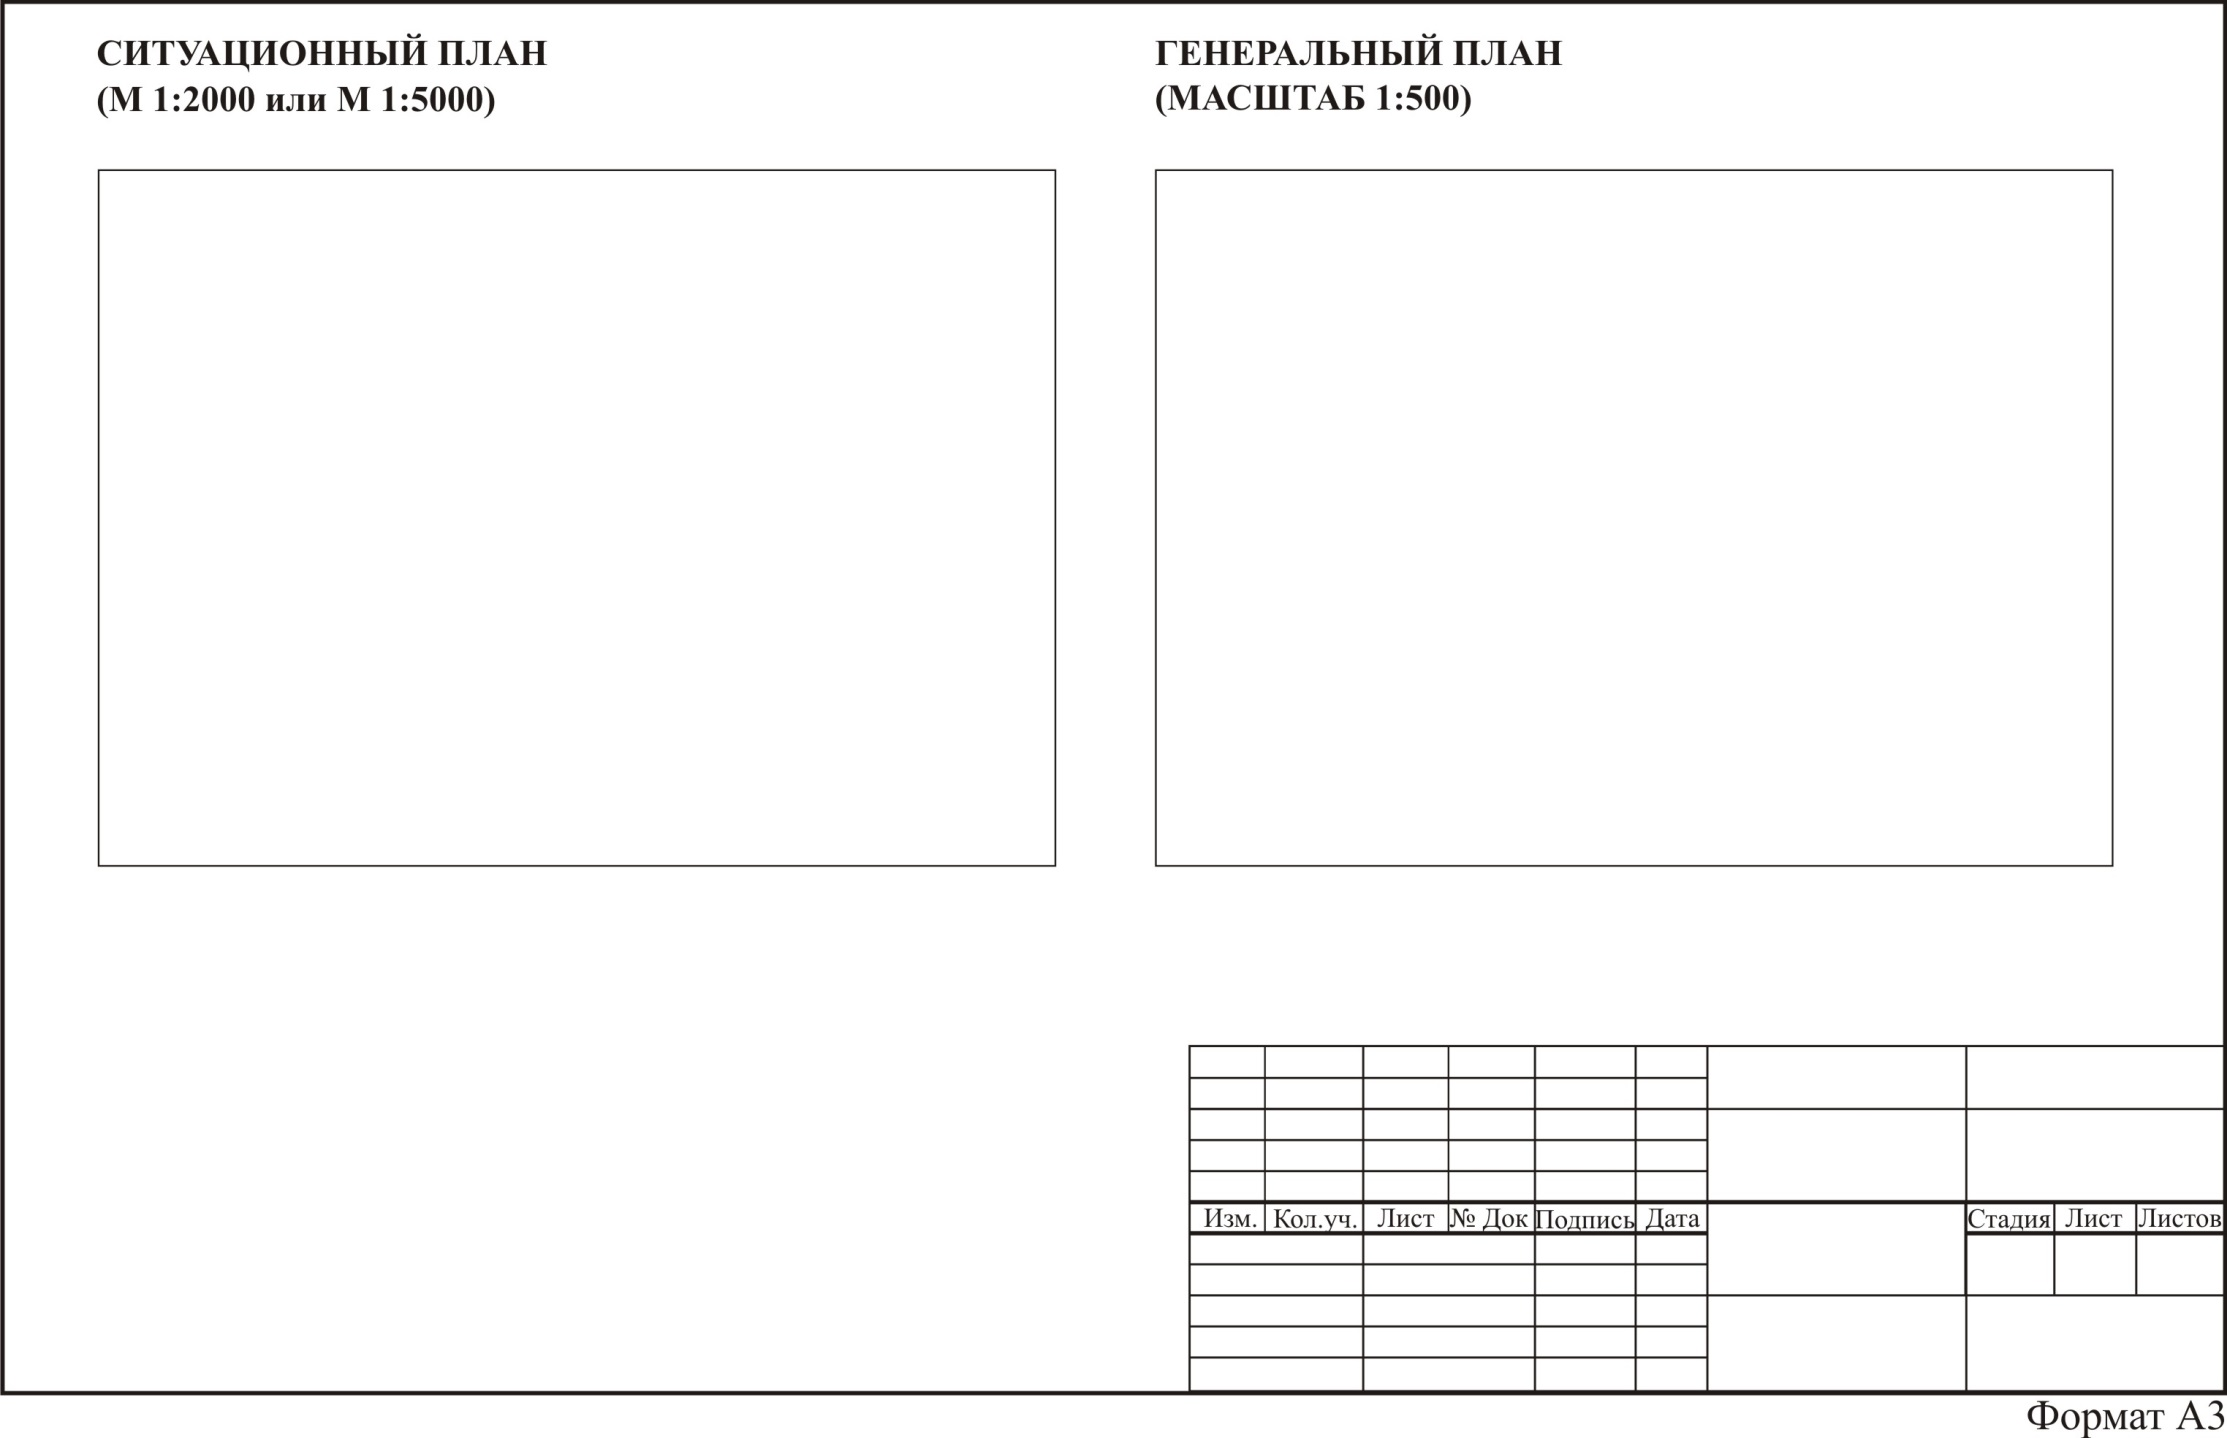 СИТУАЦИОННЫЙ ПЛАН
(М 1:2000 или М 1:5000)
ГЕНЕРАЛЬНЫЙ ПЛАН
(МАСШТАБ 1:500)
Изм. Кол.уч. Лист № Док Подпись Дата
Стадия Лист Листов
Формат А3